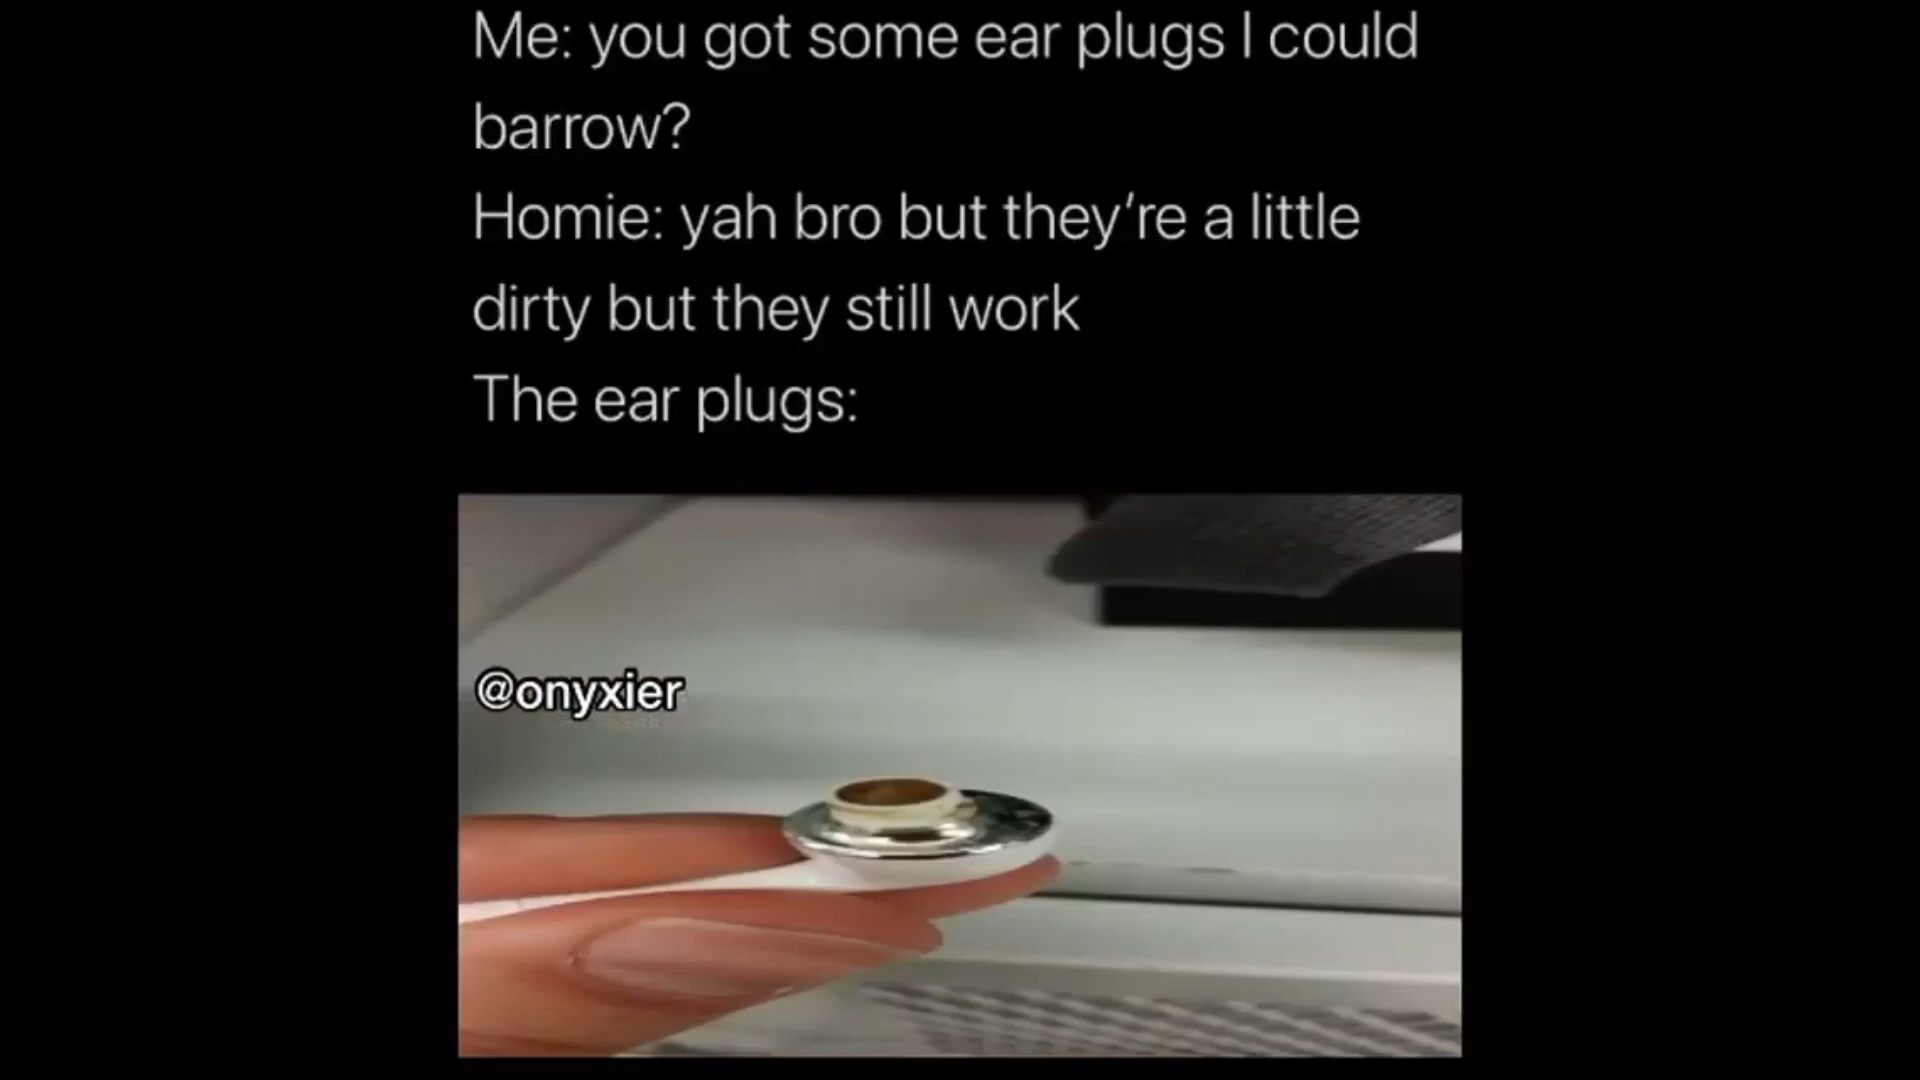 Me: you got some ear plugs I could
barrow?
Homie: yah bro but they’re a little
dirty but they still work
The ear plugs:
@onyxier